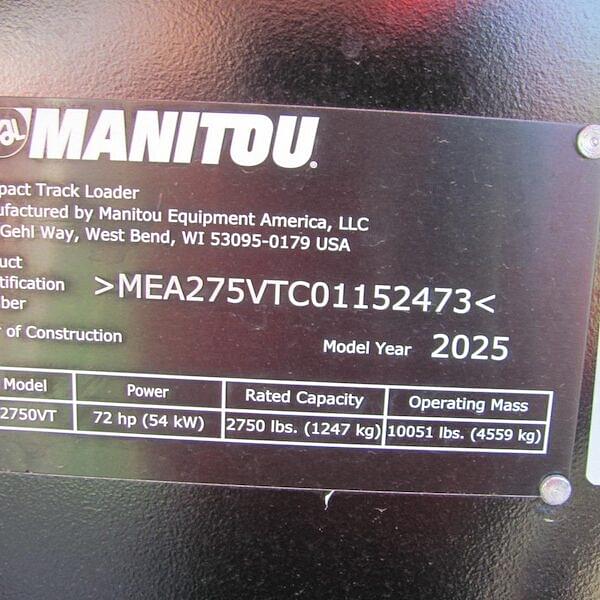 MANITOU
pact Track Loader
ufactured by Manitou Equipment America, LLC
Gehl Way, West Bend, WI 53095-0179 USA
uct
tification
ber
>MEA275VTC01152473<
r of Construction
Model Year 2025
Model Power Rated Capacity Operating Mass
2750VT 72 hp (54 kW) 2750 lbs. (1247 kg) 10051 lbs. (4559 kg)